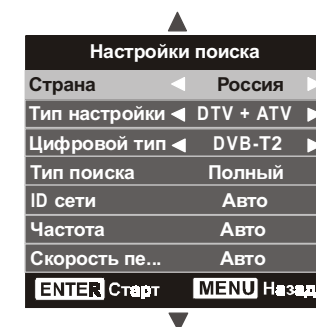 Настройки поиска
Страна Россия
Тип настройки DTV + ATV
Цифровой тип DVB-T2
Тип поиска Полный
ID сети Авто
Частота Авто
Скорость пе... Авто
ENTER Старт MENU Назад